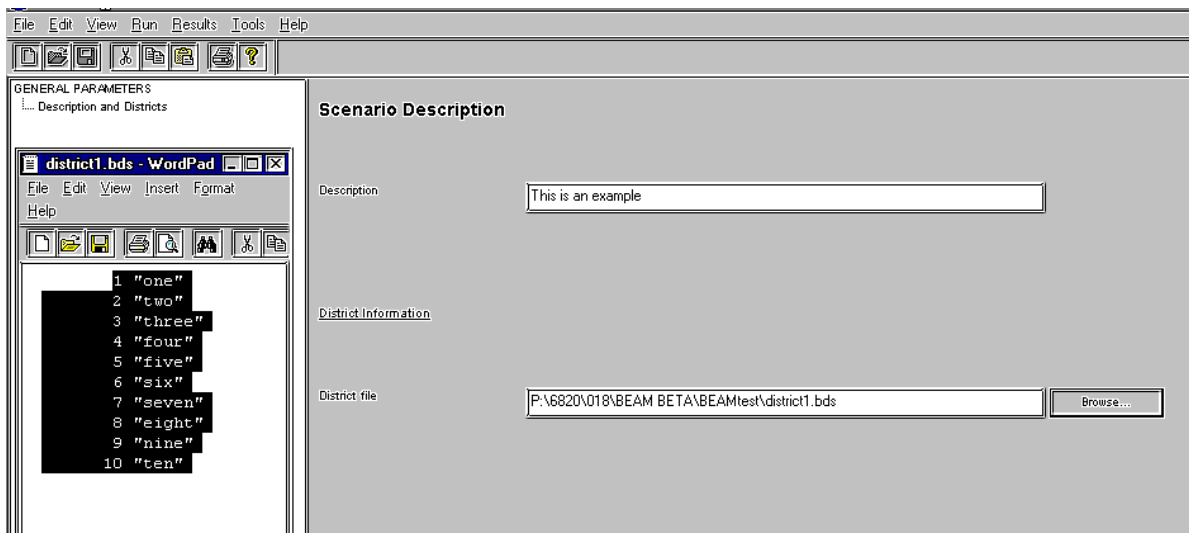 File Edit View Run Results Tools Help
GENERAL PARAMETERS
Description and Districts
district1.bds - WordPad
File Edit View Insert Format
Help
1 "one"
2 "two"
3 "three"
4 "four"
5 "five"
6 "six"
7 "seven"
8 "eight"
9 "nine"
10 "ten"
Scenario Description
Description This is an example
District Information
District file P:\6820\018\BEAM BETA\BEAMtest\district1.bds Browse...